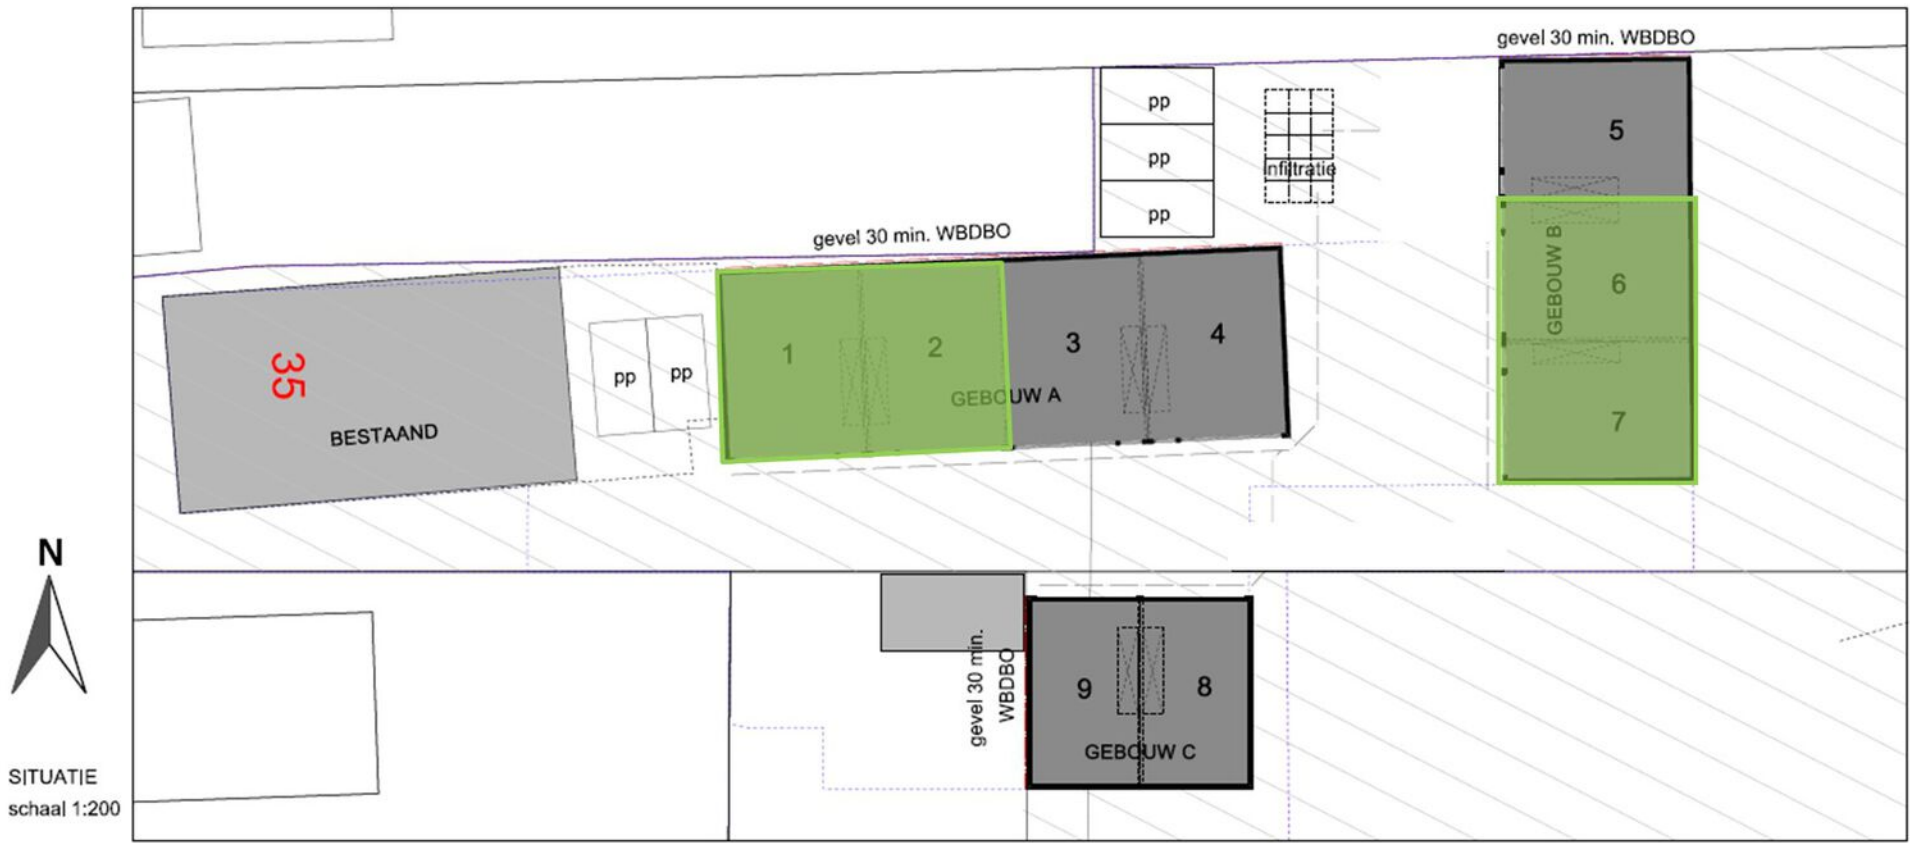 gevel 30 min. WBDBO
pp
5
pp
nfiltratie
pp
gevel 30 min. WBDBO
6
GEBOUW B
35
1
2
3
4
pp
pp
GEBOUW A
BESTAAND
7
N
gevel 30 min.
WBDBO
9
8
GEBOUW C
SITUATIE
schaal 1:200